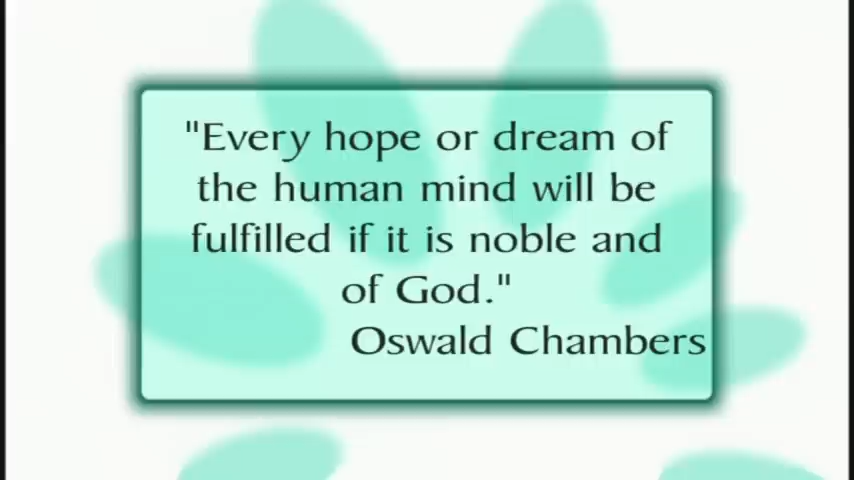 "Every hope or dream of
the human mind will be
fulfilled if it is noble and
of God."
Oswald Chambers